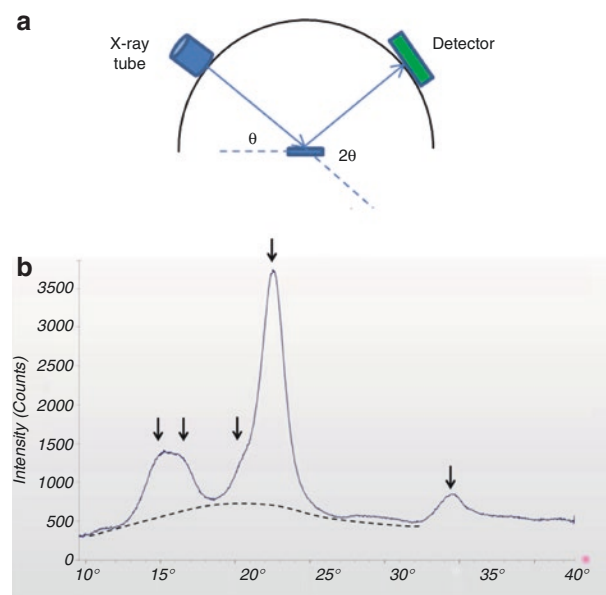 a
X-ray
tube
Detector
θ
2θ
b
Intensity (Counts)
3500
3000
2500
2000
1500
1000
500
0
10° 15° 20° 25° 30° 35° 40°